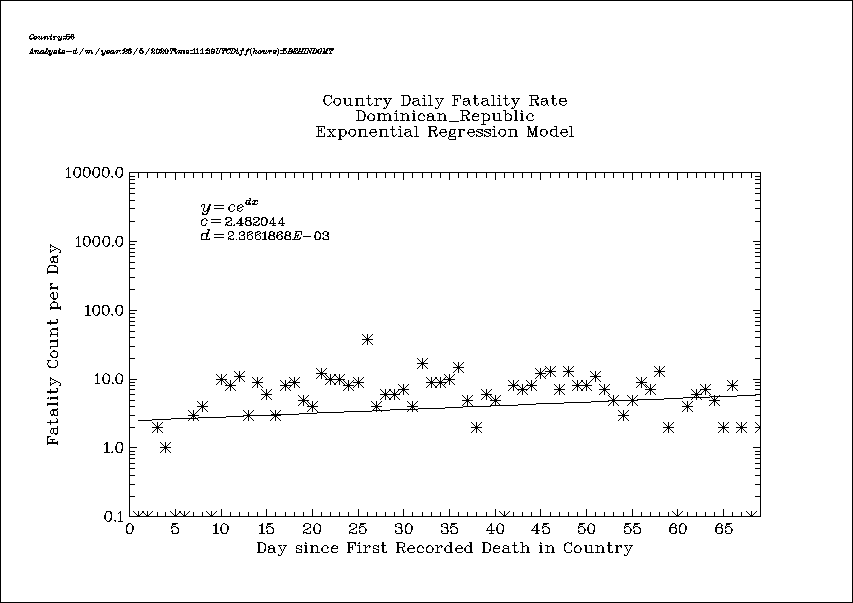 Country:56
Country Daily Fatality Rate
Dominican_Republic
Exponential Regression Model
10000.0
1000.0
100.0
10.0
1.0
0.1
y=ce^dx
c=2.482044
d=2.3661868E-03
Fatality Count per Day
0 5 10 15 20 25 30 35 40 45 50 55 60 65
Day since First Recorded Death in Country